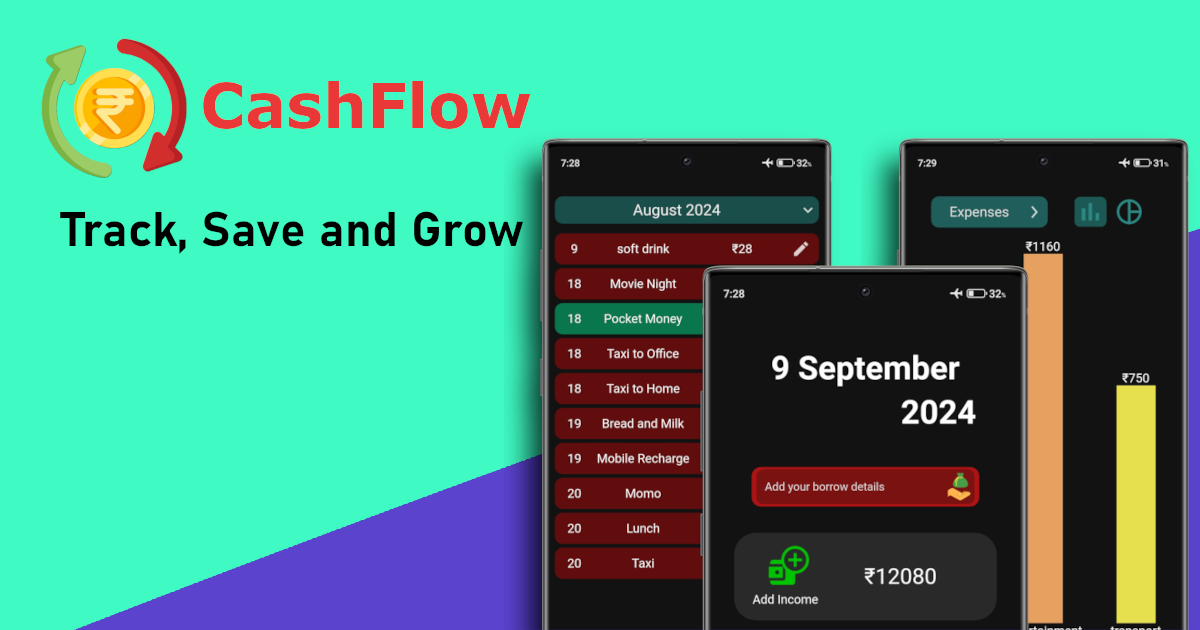 CashFlow
Track, Save and Grow
7:28
32%
August 2024
9 soft drink ₹28
18 Movie Night
18 Pocket Money
18 Taxi to Office
18 Taxi to Home
19 Bread and Milk
19 Mobile Recharge
20 Momo
20 Lunch
20 Taxi
7:28
32%
9 September
2024
Add your borrow details
₹12080
Add Income
7:29
31%
Expenses
₹1160
₹750